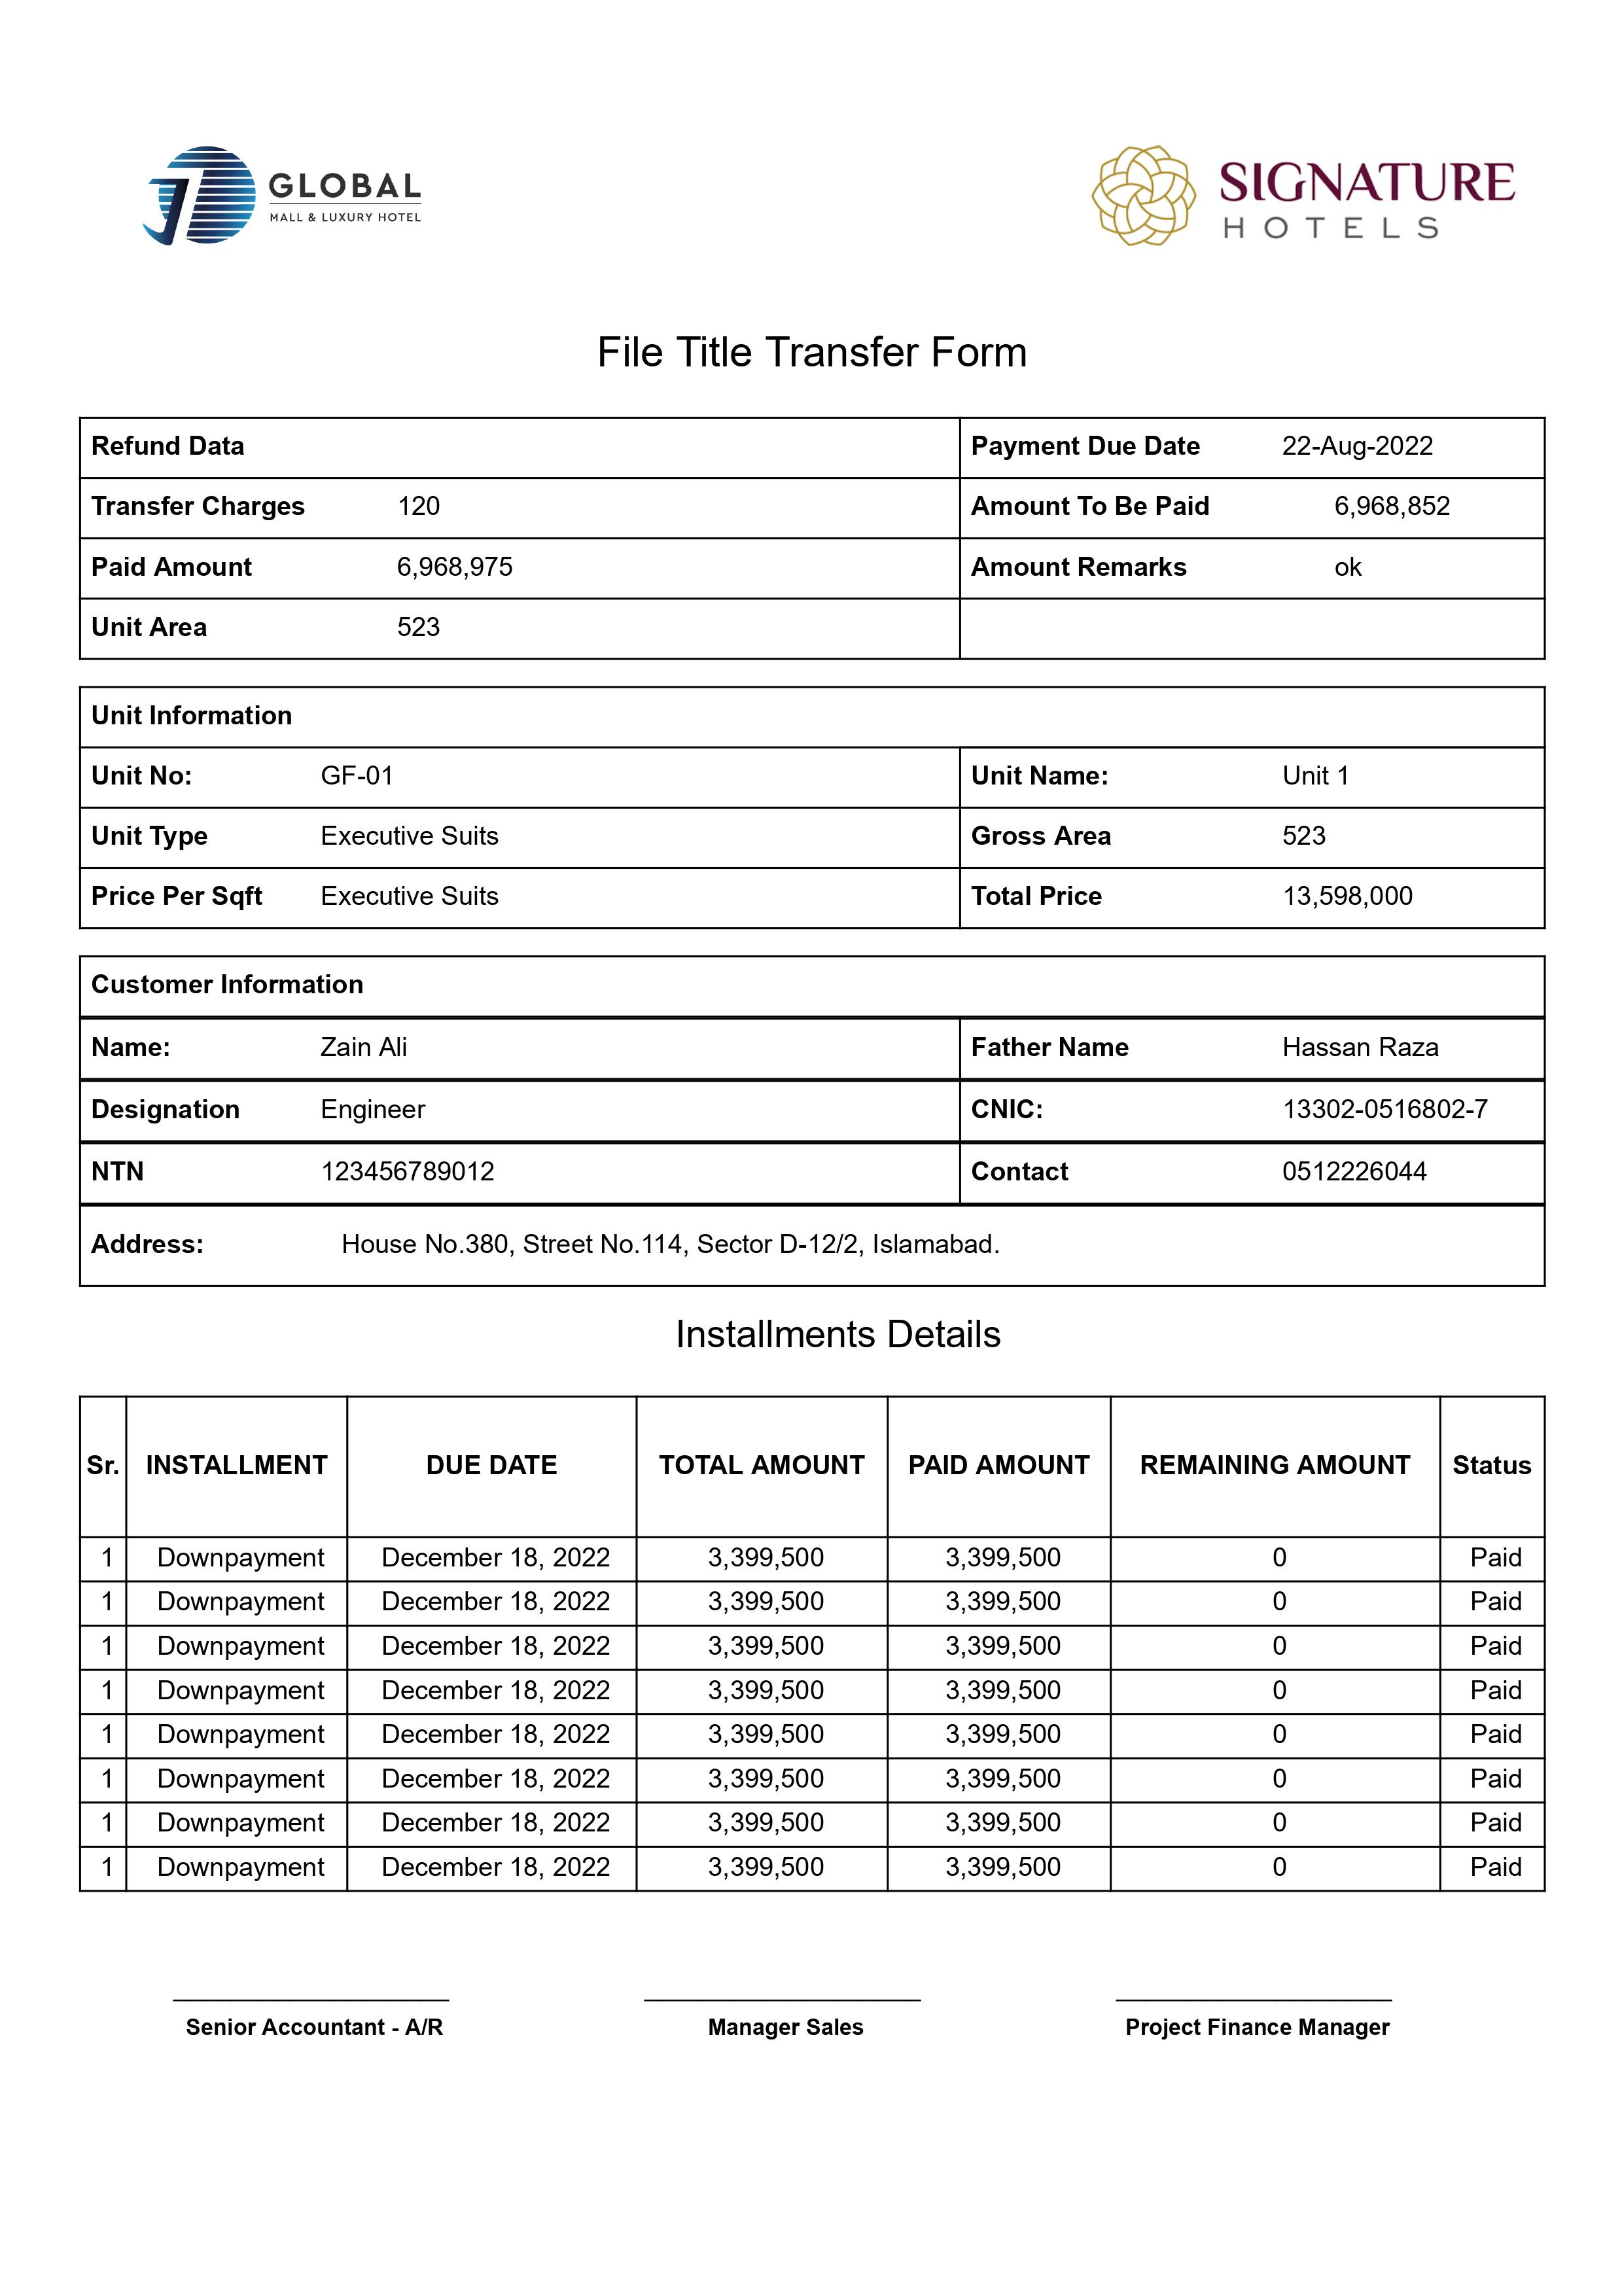 JD GLOBAL
MALL & LUXURY HOTEL
SIGNATURE
HOTELS
File Title Transfer Form
Refund Data Payment Due Date 22-Aug-2022
Transfer Charges 120 Amount To Be Paid 6,968,852
Paid Amount 6,968,975 Amount Remarks ok
Unit Area 523
Unit Information
Unit No: GF-01 Unit Name: Unit 1
Unit Type Executive Suits Gross Area 523
Price Per Sqft Executive Suits Total Price 13,598,000
Customer Information
Name: Zain Ali Father Name Hassan Raza
Designation Engineer CNIC: 13302-0516802-7
NTN 123456789012 Contact 0512226044
Address: House No.380, Street No.114, Sector D-12/2, Islamabad.
Installments Details
Sr. INSTALLMENT DUE DATE TOTAL AMOUNT PAID AMOUNT REMAINING AMOUNT Status
1 Downpayment December 18, 2022 3,399,500 3,399,500 0 Paid
1 Downpayment December 18, 2022 3,399,500 3,399,500 0 Paid
1 Downpayment December 18, 2022 3,399,500 3,399,500 0 Paid
1 Downpayment December 18, 2022 3,399,500 3,399,500 0 Paid
1 Downpayment December 18, 2022 3,399,500 3,399,500 0 Paid
1 Downpayment December 18, 2022 3,399,500 3,399,500 0 Paid
1 Downpayment December 18, 2022 3,399,500 3,399,500 0 Paid
1 Downpayment December 18, 2022 3,399,500 3,399,500 0 Paid
Senior Accountant - A/R Manager Sales Project Finance Manager